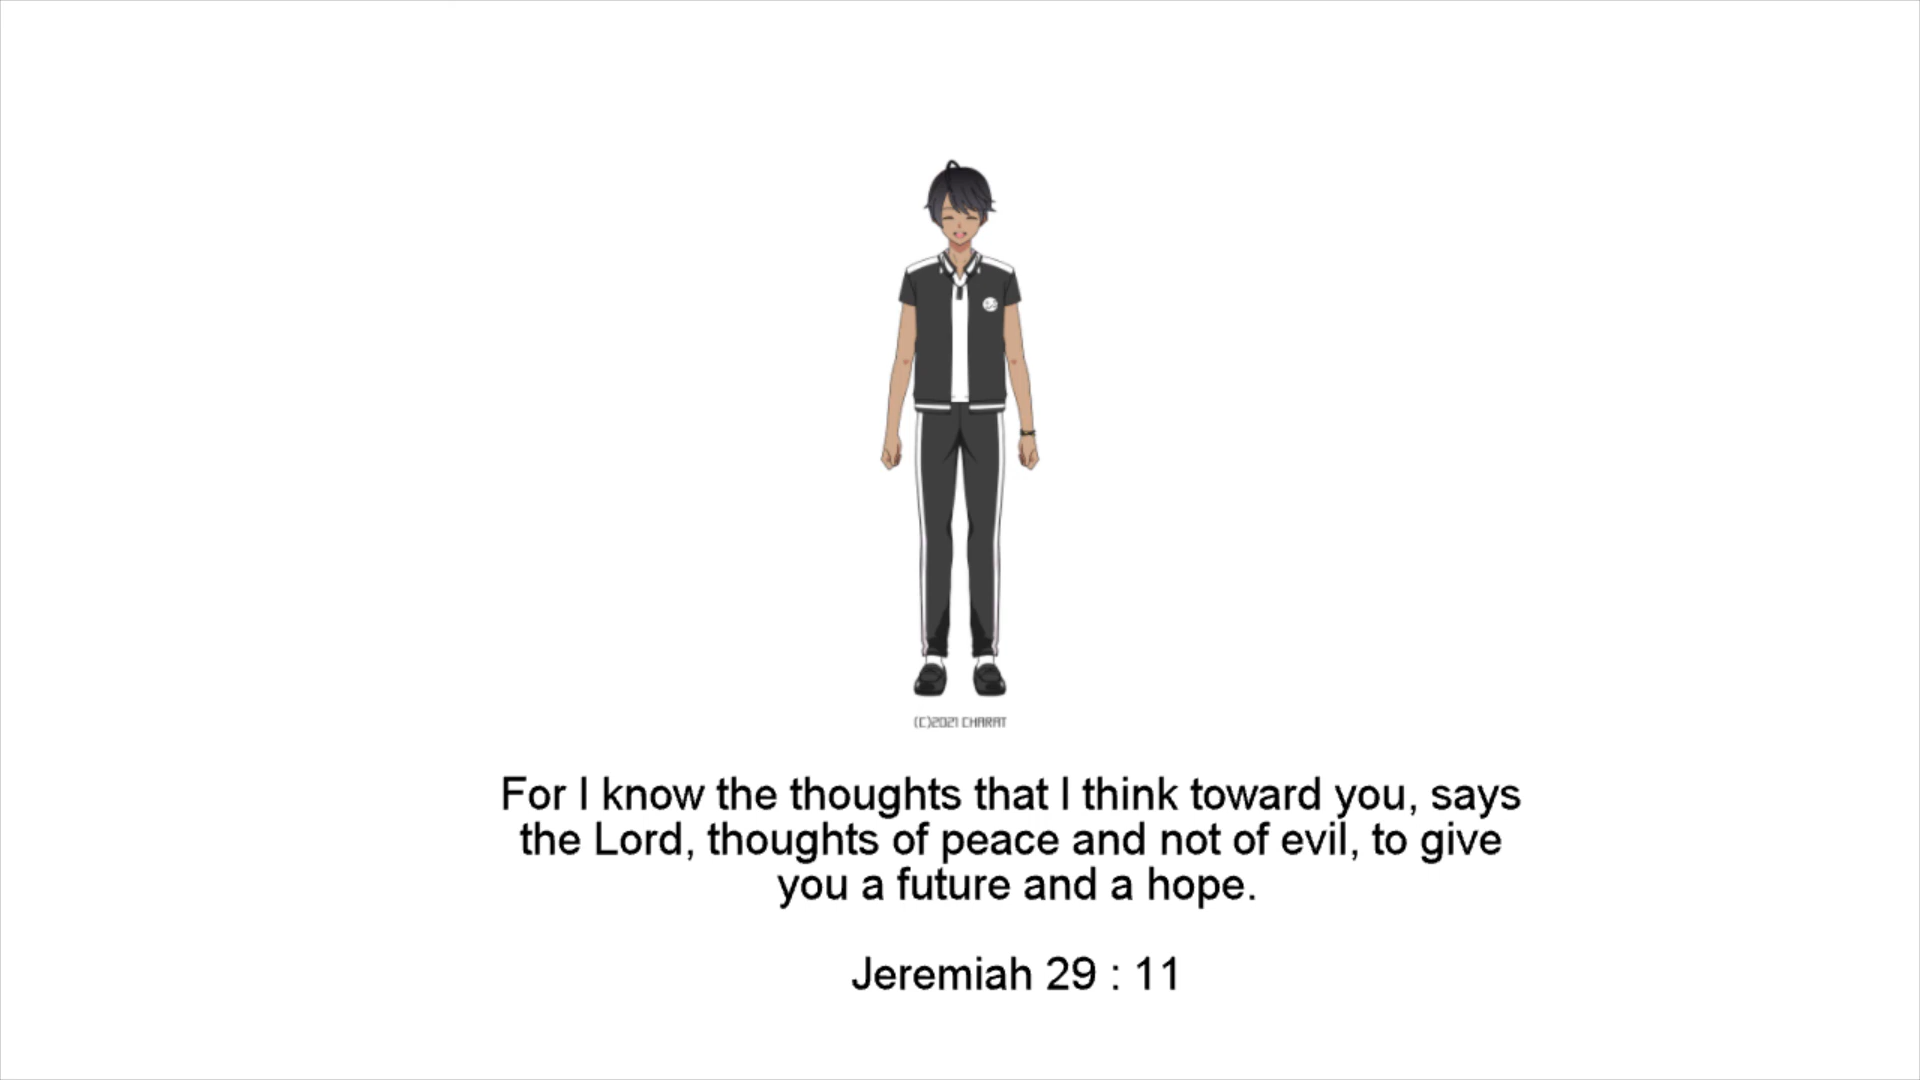 (C)2021 CHARAT
For I know the thoughts that I think toward you, says
the Lord, thoughts of peace and not of evil, to give
you a future and a hope.
Jeremiah 29 : 11